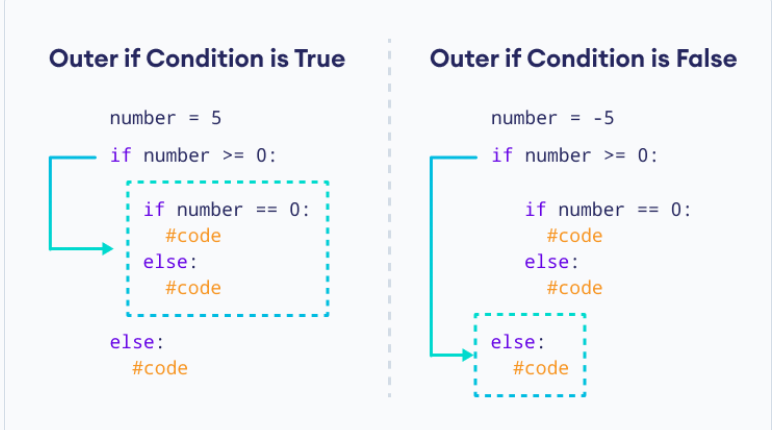 Outer if Condition is True
number = 5
if number >= 0:
if number == 0:
#code
else:
#code
else:
#code
Outer if Condition is False
number = -5
if number >= 0:
if number == 0:
#code
else:
#code
else:
#code